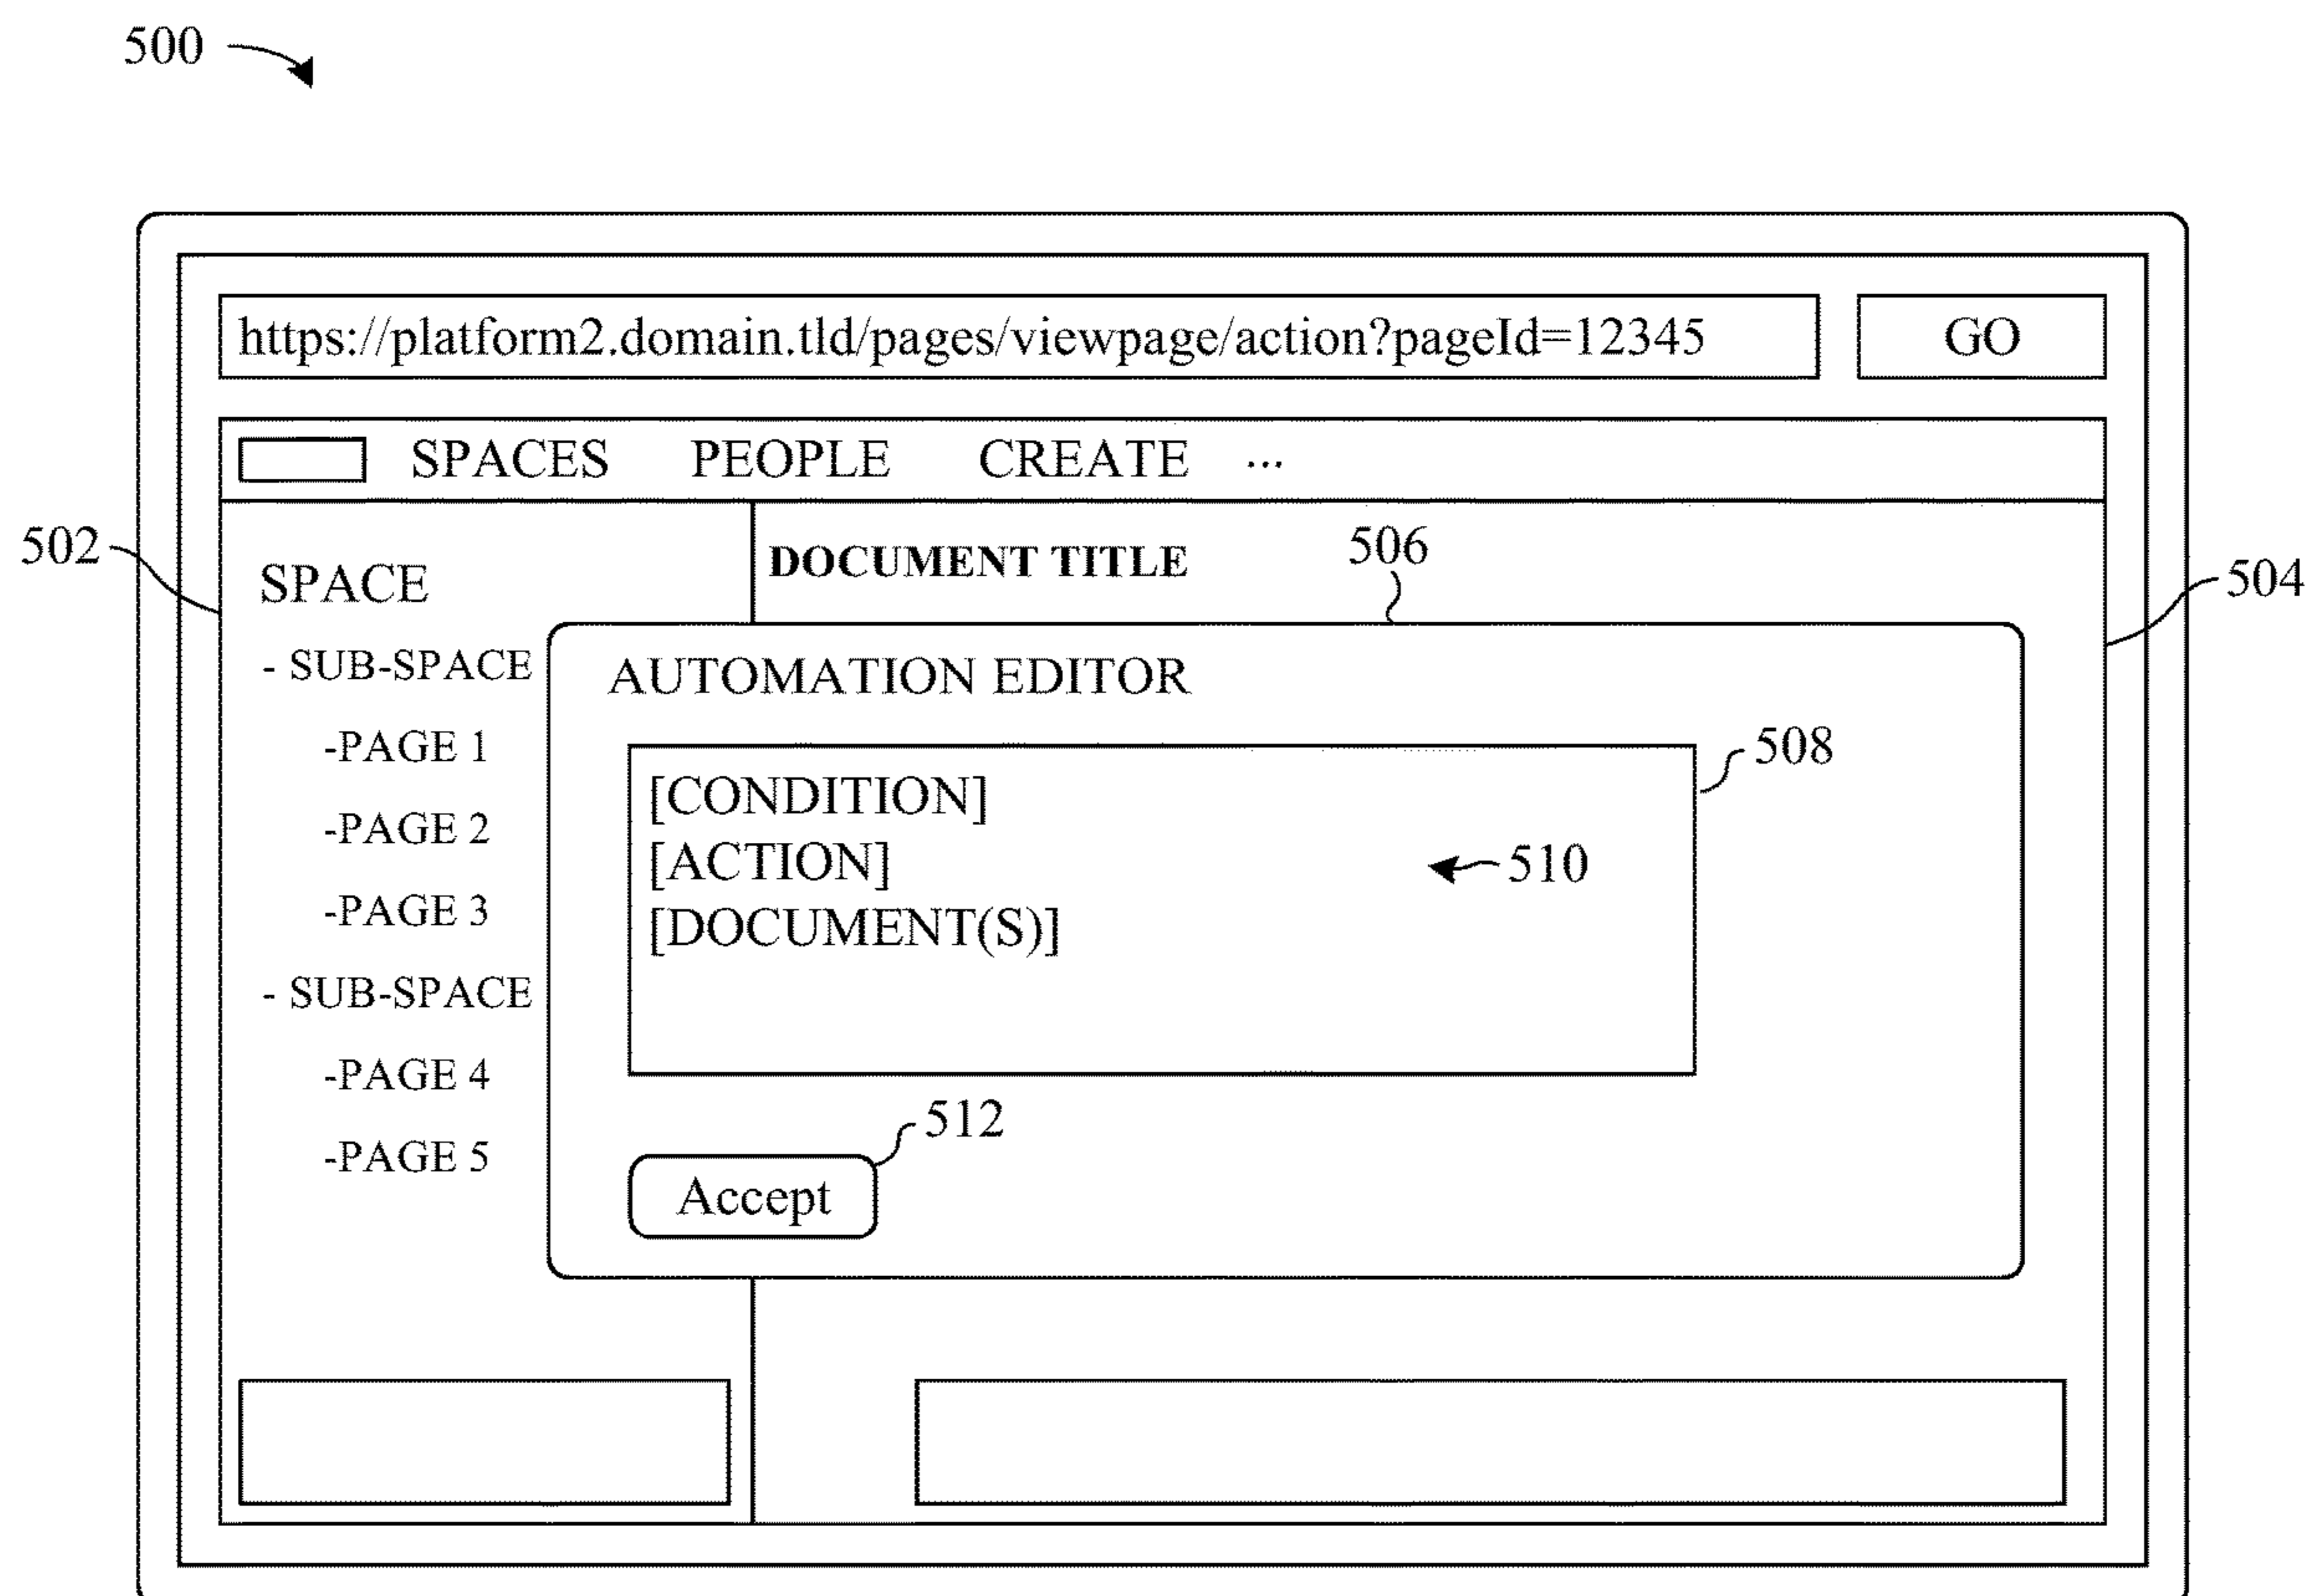 500
https://platform2.domain.tld/pages/viewpage/action?pageId=12345 GO
SPACES PEOPLE CREATE ...
502
SPACE
- SUB-SPACE
-PAGE 1
-PAGE 2
-PAGE 3
- SUB-SPACE
-PAGE 4
-PAGE 5
DOCUMENT TITLE
506
504
AUTOMATION EDITOR
508
[CONDITION]
[ACTION]
[DOCUMENT(S)]
510
512
Accept